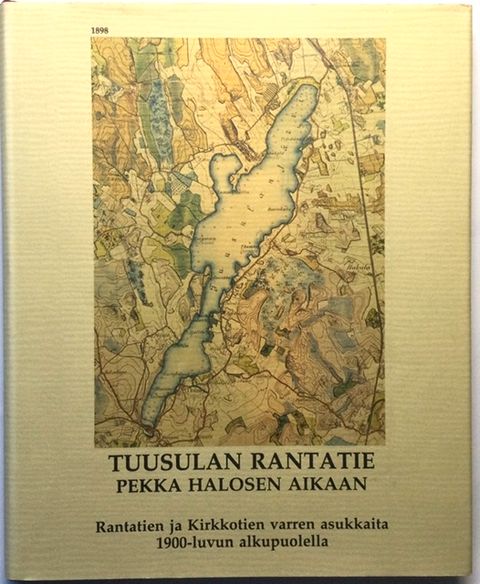 1898
TUUSULAN RANTATIE
PEKKA HALOSEN AIKAAN
Rantatien ja Kirkkotien varren asukkaita
1900-luvun alkupuolella